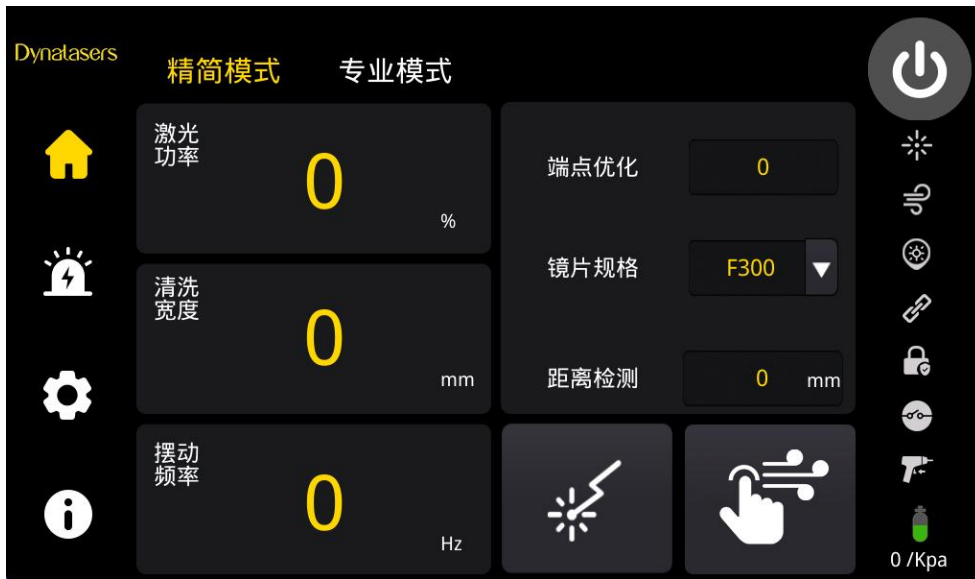 Dynalasers
精简模式 专业模式
激光
功率
0
%
清洗
宽度
0
mm
摆动
频率
0
Hz
端点优化 0
镜片规格 F300
距离检测 0 mm
0 /Kpa